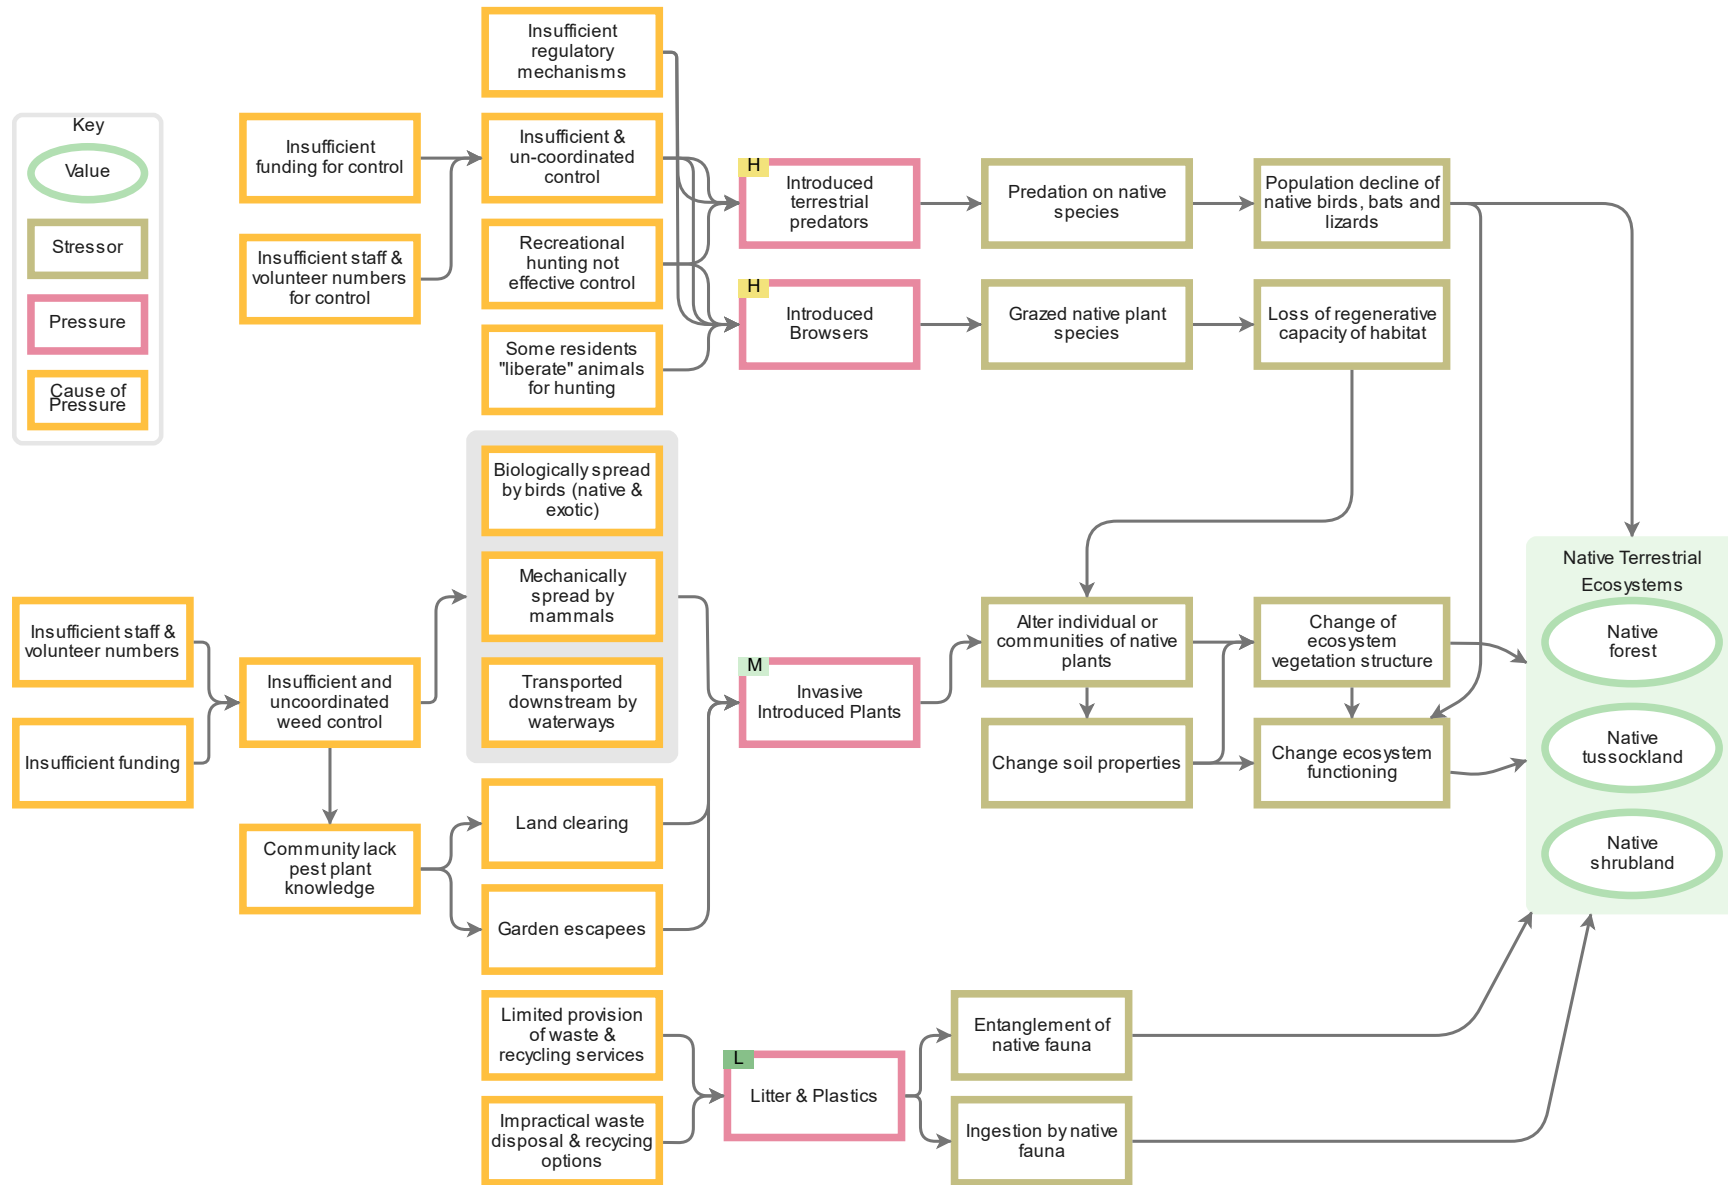 Key
Value
Stressor
Pressure
Cause of
Pressure
Insufficient
funding for control
Insufficient staff &
volunteer numbers
for control
Insufficient
regulatory
mechanisms
Insufficient &
un-coordinated
control
Recreational
hunting not
effective control
Some residents
"liberate" animals
for hunting
H
Introduced
terrestrial
predators
H
Introduced
Browsers
Predation on native
species
Grazed native plant
species
Population decline of
native birds, bats and
lizards
Loss of regenerative
capacity of habitat
Insufficient staff &
volunteer numbers
Insufficient funding
Insufficient and
uncoordinated
weed control
Community lack
pest plant
knowledge
Biologically spread
by birds (native &
exotic)
Mechanically
spread by
mammals
Transported
downstream by
waterways
Land clearing
Garden escapees
M
Invasive
Introduced Plants
Alter individual or
communities of native
plants
Change soil properties
Change of
ecosystem
vegetation structure
Change ecosystem
functioning
Native Terrestrial
Ecosystems
Native
forest
Native
tussockland
Native
shrubland
Limited provision
of waste &
recycling services
Impractical waste
disposal & recycing
options
L
Litter & Plastics
Entanglement of
native fauna
Ingestion by native
fauna